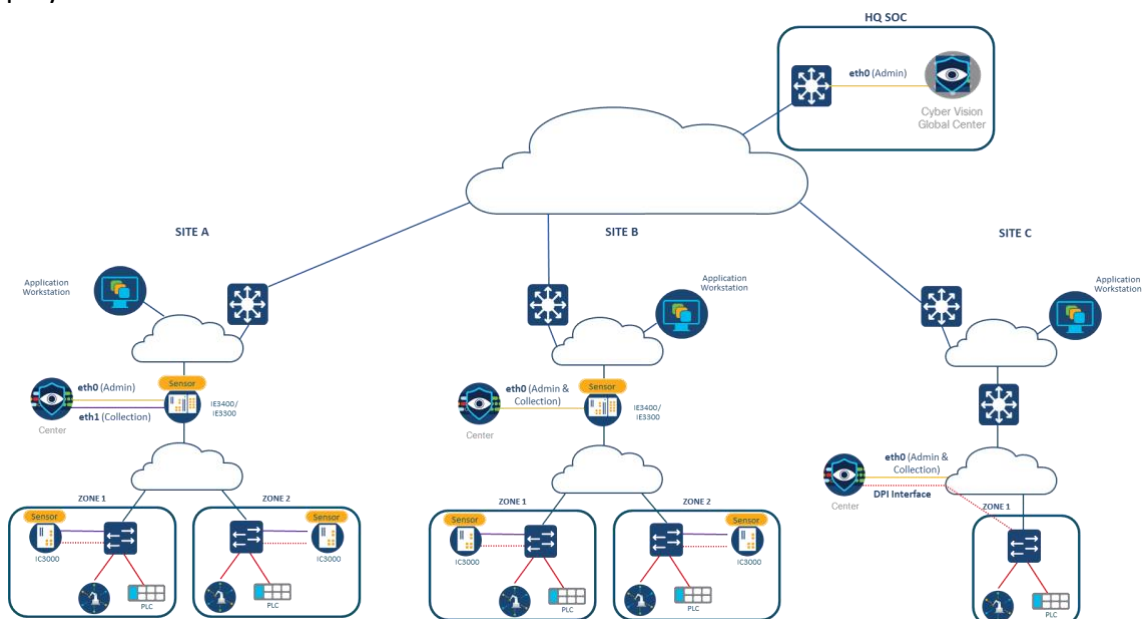 HQ SOC
eth0 (Admin)
Cyber Vision
Global Center
SITE A
SITE B
SITE C
Application
Workstation
Application
Workstation
Application
Workstation
Sensor
eth0 (Admin)
eth1 (Collection)
IE3400/
IE3300
Center
Sensor
eth0 (Admin &
Collection)
IE3400/
IE3300
Center
eth0 (Admin &
Collection)
DPI Interface
Center
ZONE 1
Sensor
IC3000
PLC
ZONE 2
Sensor
IC3000
PLC
ZONE 1
Sensor
IC3000
PLC
ZONE 2
Sensor
IC3000
PLC
ZONE 1
PLC